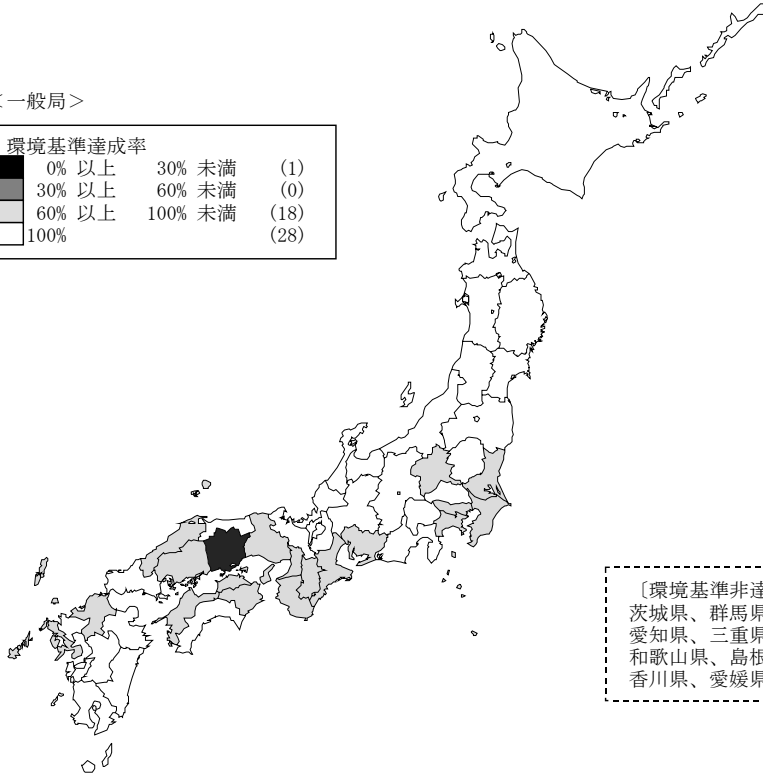 ＜一般局＞
環境基準達成率
0% 以上 30% 未満 (1)
30% 以上 60% 未満 (0)
60% 以上 100% 未満 (18)
100% (28)
〔環境基準非達
茨城県、群馬県
愛知県、三重県
和歌山県、島根
香川県、愛媛県